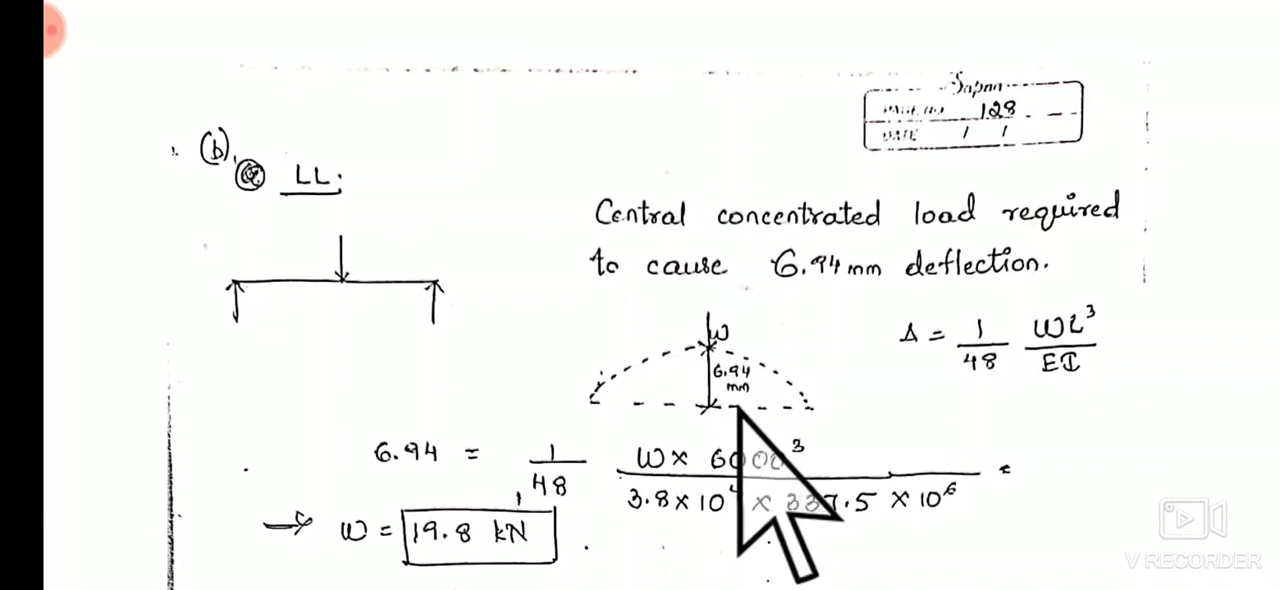 Sapna
PAGE NO 128
DATE / /
(b).
@ LL.
Central concentrated load required
to cause 6.94 mm deflection.
Δ = 1/48 WL³/EI
W
6.94
mm
6.94 = 1/48 W × 6000³ / 3.8 × 10⁴ × 337.5 × 10⁶ =
→ W = 19.8 kN
V RECORDER